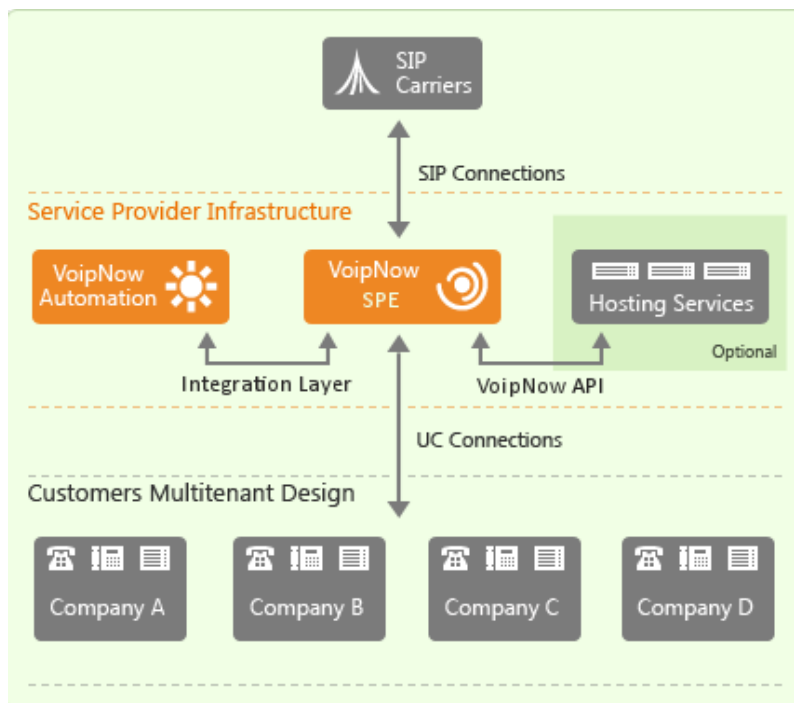 SIP
Carriers
SIP Connections
Service Provider Infrastructure
VoipNow
Automation
VoipNow
SPE
Hosting Services
Optional
Integration Layer
VoipNow API
UC Connections
Customers Multitenant Design
Company A
Company B
Company C
Company D